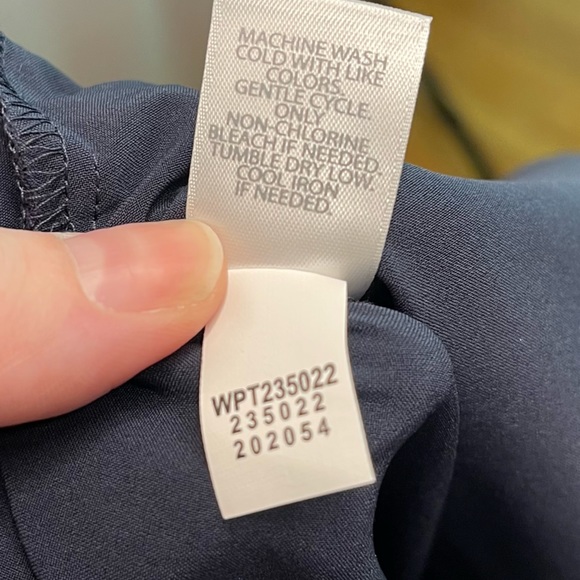 MACHINE WASH
COLD WITH LIKE
COLORS.
GENTLE CYCLE.
ONLY
NON-CHLORINE
BLEACH IF NEEDED.
TUMBLE DRY LOW.
COOL IRON
IF NEEDED.
WPT235022
235022
202054